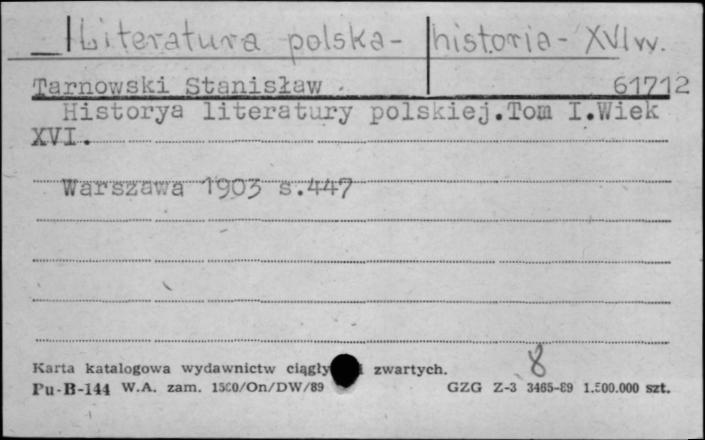 Literatura polska - historia - XVI w.
Tarnowski Stanisław 61712
Historya literatury polskiej.Tom I.Wiek
XVI.
Warszawa 1903 s.447
8
Karta katalogowa wydawnictw ciągły i zwartych.
Pu-B-144 W.A. zam. 1500/On/DW/89 GZG Z-3 3465-89 1.500.000 szt.